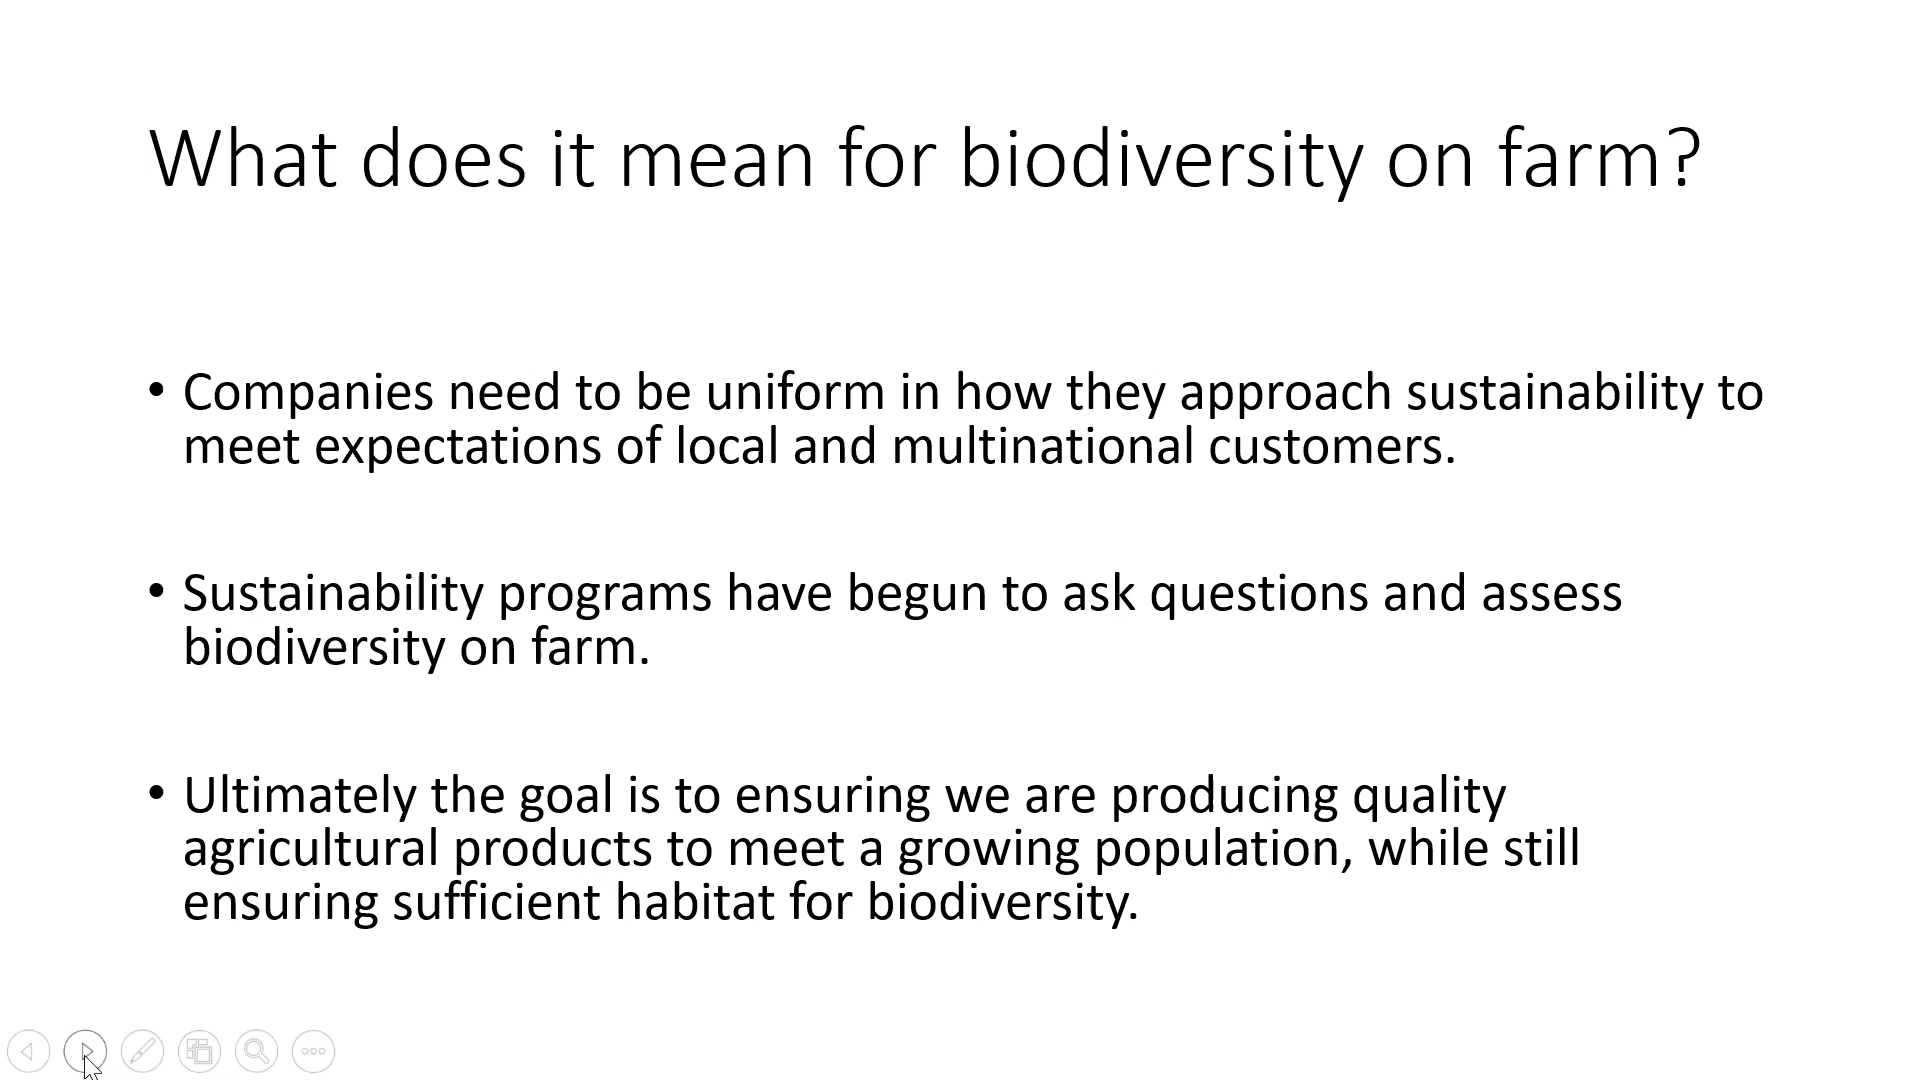 What does it mean for biodiversity on farm?
• Companies need to be uniform in how they approach sustainability to
meet expectations of local and multinational customers.
• Sustainability programs have begun to ask questions and assess
biodiversity on farm.
• Ultimately the goal is to ensuring we are producing quality
agricultural products to meet a growing population, while still
ensuring sufficient habitat for biodiversity.